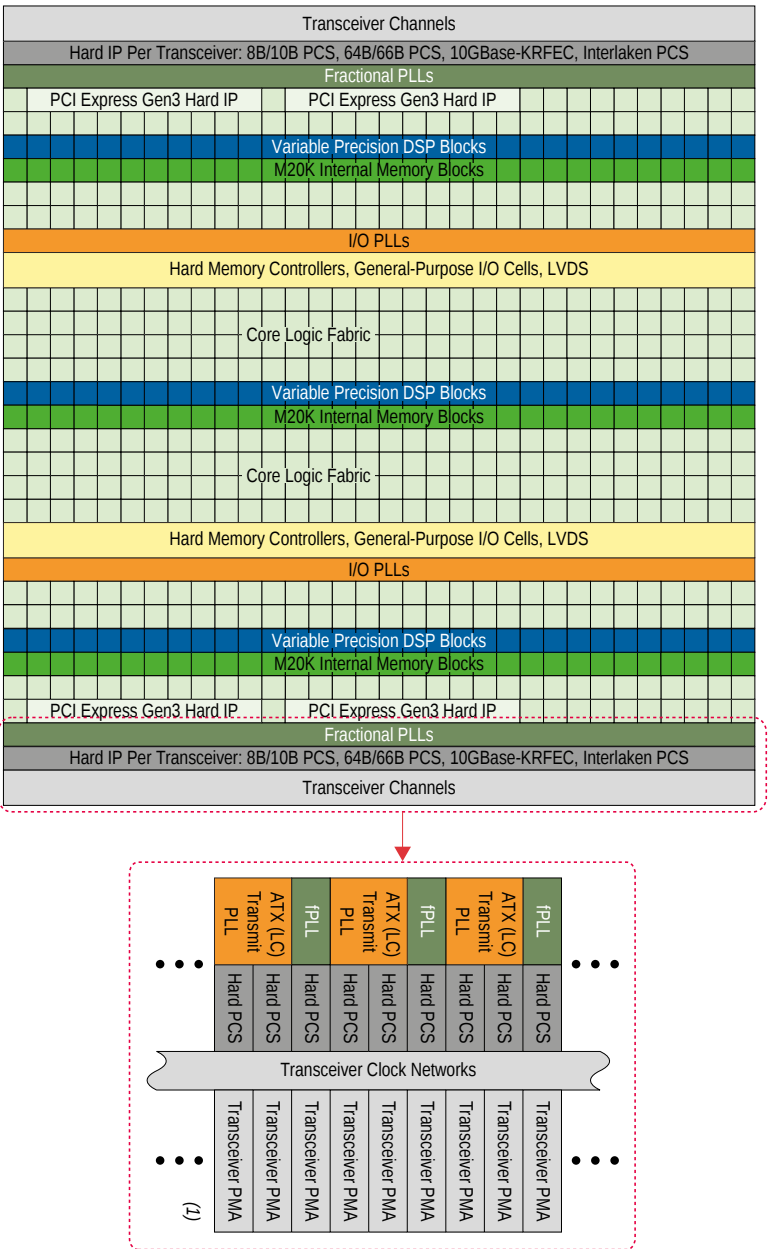 Transceiver Channels
Hard IP Per Transceiver: 8B/10B PCS, 64B/66B PCS, 10GBase-KRFEC, Interlaken PCS
Fractional PLLs
PCI Express Gen3 Hard IP PCI Express Gen3 Hard IP
Variable Precision DSP Blocks
M20K Internal Memory Blocks
I/O PLLs
Hard Memory Controllers, General-Purpose I/O Cells, LVDS
Core Logic Fabric
Variable Precision DSP Blocks
M20K Internal Memory Blocks
Core Logic Fabric
Hard Memory Controllers, General-Purpose I/O Cells, LVDS
I/O PLLs
Variable Precision DSP Blocks
M20K Internal Memory Blocks
PCI Express Gen3 Hard IP PCI Express Gen3 Hard IP
Fractional PLLs
Hard IP Per Transceiver: 8B/10B PCS, 64B/66B PCS, 10GBase-KRFEC, Interlaken PCS
Transceiver Channels
ATX (LC)
Transmit
PLL
fPLL
ATX (LC)
Transmit
PLL
fPLL
ATX (LC)
Transmit
PLL
fPLL
Hard PCS
Hard PCS
Hard PCS
Hard PCS
Hard PCS
Hard PCS
Hard PCS
Hard PCS
Hard PCS
Transceiver Clock Networks
Transceiver PMA
Transceiver PMA
Transceiver PMA
Transceiver PMA
Transceiver PMA
Transceiver PMA
Transceiver PMA
Transceiver PMA
Transceiver PMA
(1)